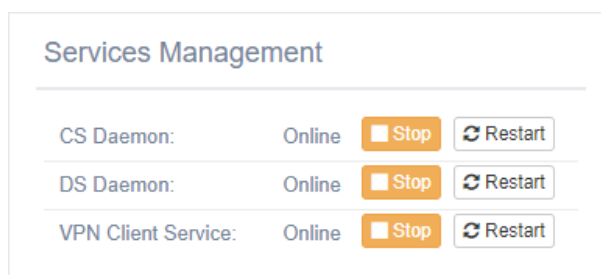 Services Management
CS Daemon: Online Stop Restart
DS Daemon: Online Stop Restart
VPN Client Service: Online Stop Restart